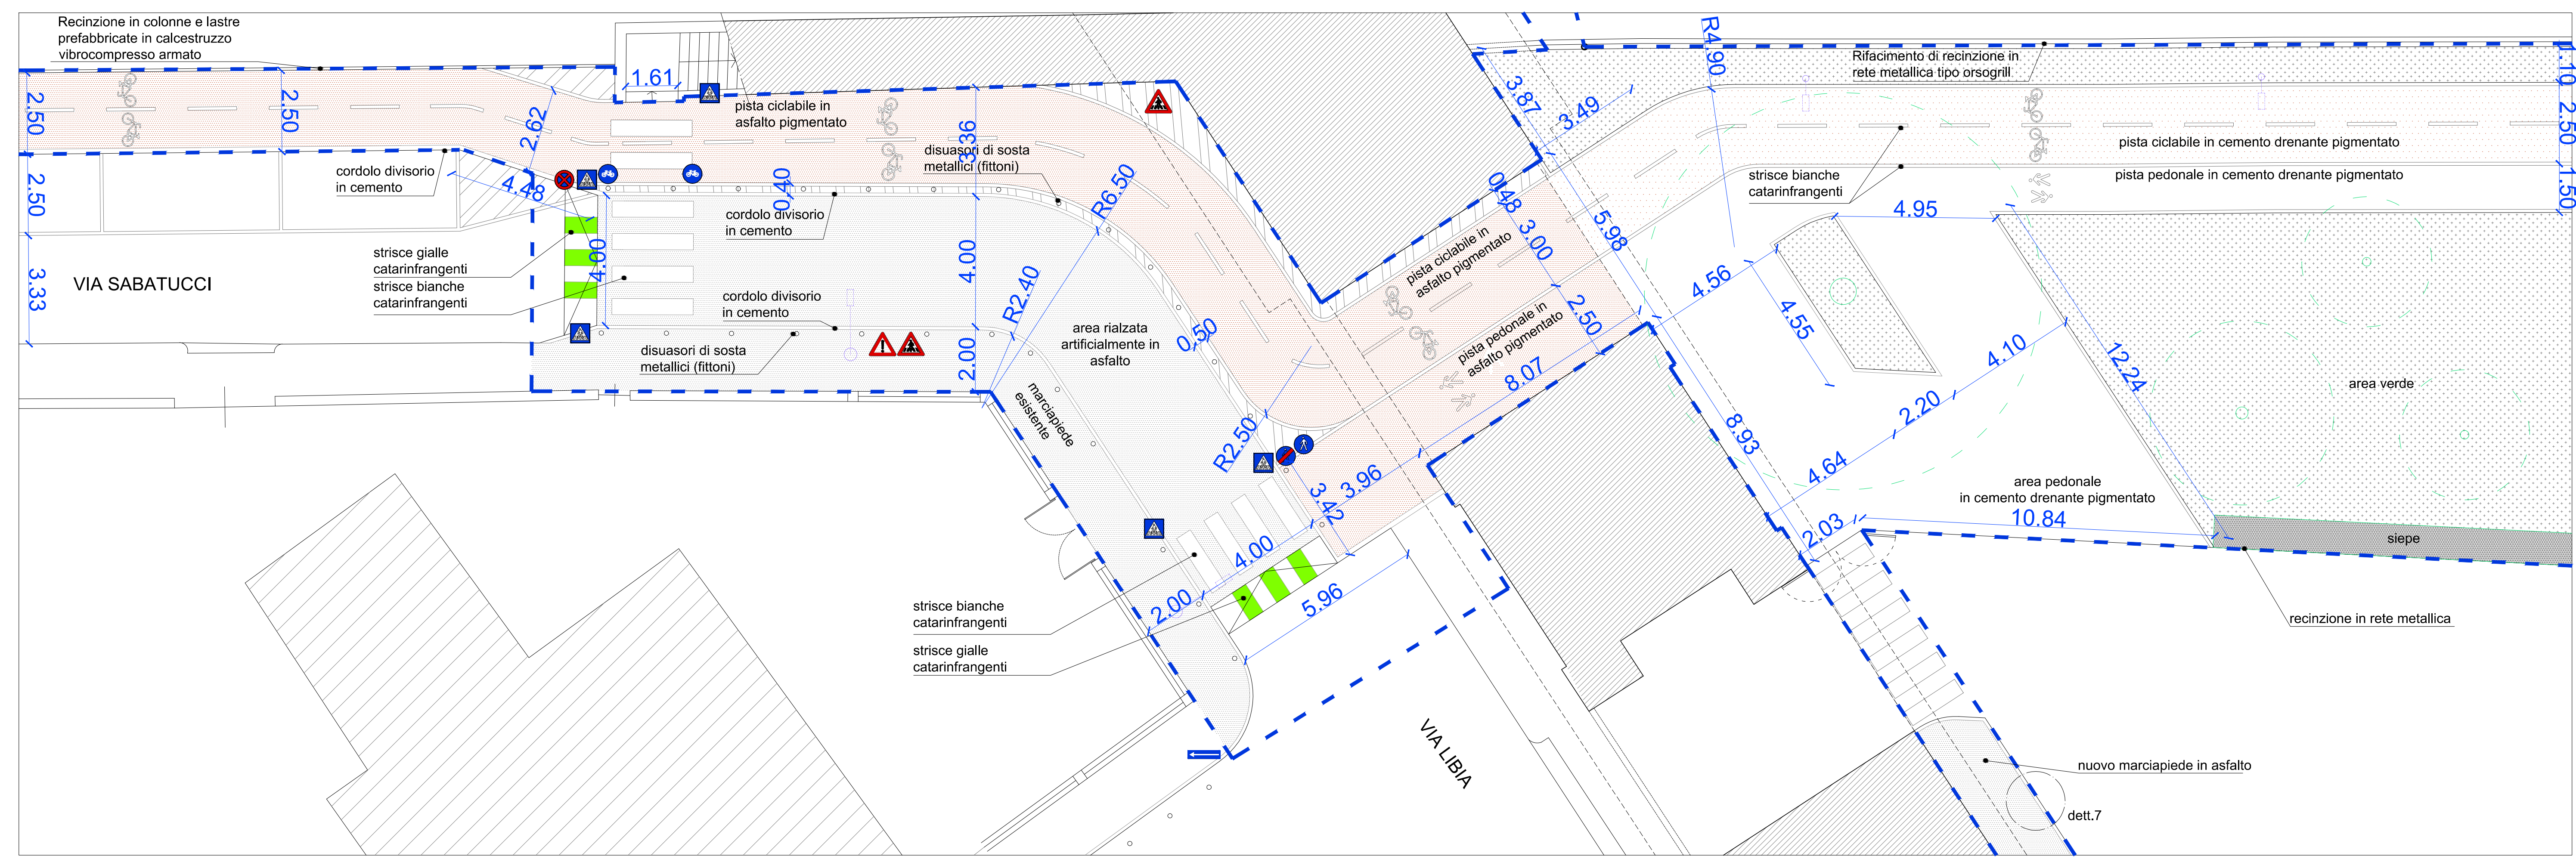 Recinzione in colonne e lastre
prefabbricate in calcestruzzo
vibrocompresso armato
2.50
2.50
2.50
3.33
cordolo divisorio
in cemento
VIA SABATUCCI
strisce gialle
catarinfrangenti
strisce bianche
catarinfrangenti
2.62
4.48
4.00
1.61
pista ciclabile in
asfalto pigmentato
0.40
cordolo divisorio
in cemento
cordolo divisorio
in cemento
disuasori di sosta
metallici (fittoni)
3.36
4.00
2.00
disuasori di sosta
metallici (fittoni)
R6.50
R2.40
area rialzata
artificialmente in
asfalto
marciapiede
esistente
0,50
R2.50
3.42
3.96
4.00
2.00
5.96
strisce bianche
catarinfrangenti
strisce gialle
catarinfrangenti
VIA LIBIA
3.87
3.49
R4.90
0.48
3.00
2.50
5.98
pista ciclabile in
asfalto pigmentato
pista pedonale in
asfalto pigmentato
8.07
8.93
Rifacimento di recinzione in
rete metallica tipo orsogrill
1.10
2.50
1.50
pista ciclabile in cemento drenante pigmentato
pista pedonale in cemento drenante pigmentato
strisce bianche
catarinfrangenti
4.95
4.56
4.55
4.10
2.20
4.64
12.24
area verde
area pedonale
in cemento drenante pigmentato
10.84
2.03
siepe
recinzione in rete metallica
nuovo marciapiede in asfalto
dett.7